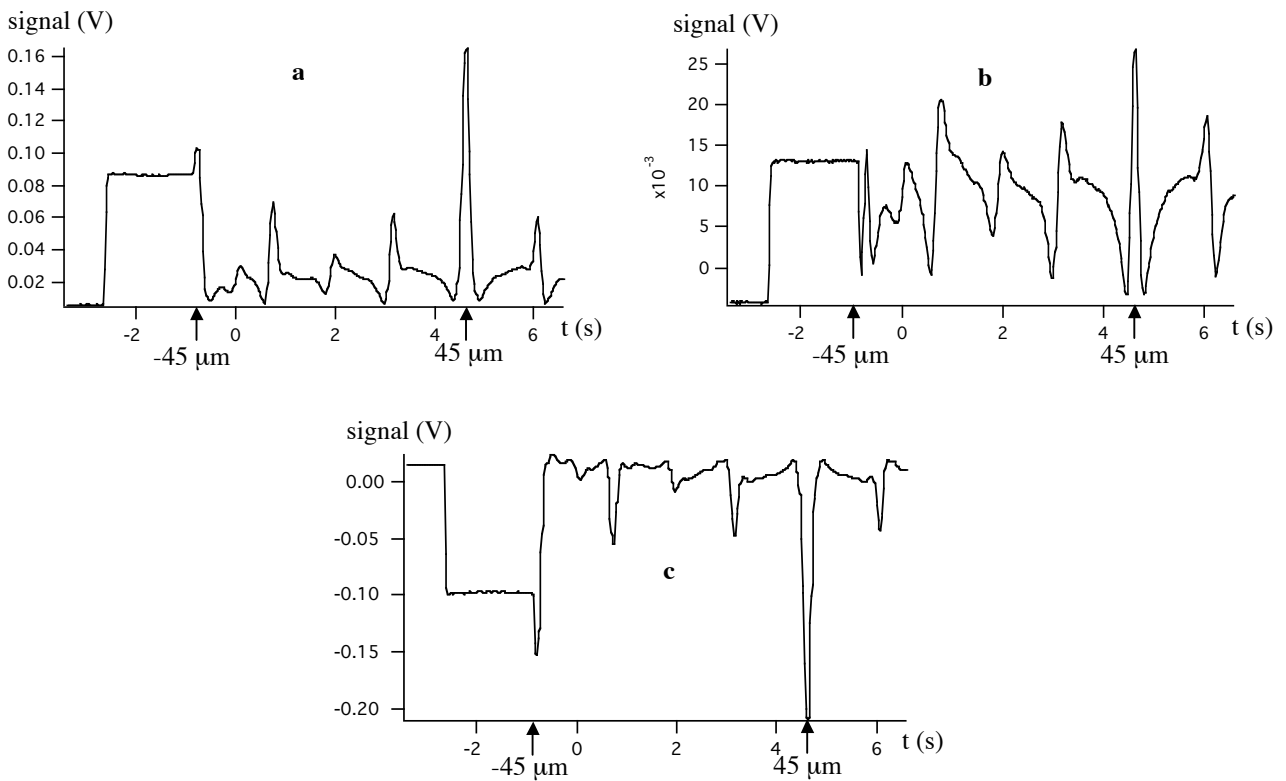 signal (V)
a
0.16
0.14
0.12
0.10
0.08
0.06
0.04
0.02
-2 0 2 4 6 t (s)
-45 μm 45 μm
signal (V)
b
x10⁻³
25
20
15
10
5
0
-2 0 2 4 6 t (s)
-45 μm 45 μm
signal (V)
c
0.00
-0.05
-0.10
-0.15
-0.20
-2 0 2 4 6 t (s)
-45 μm 45 μm